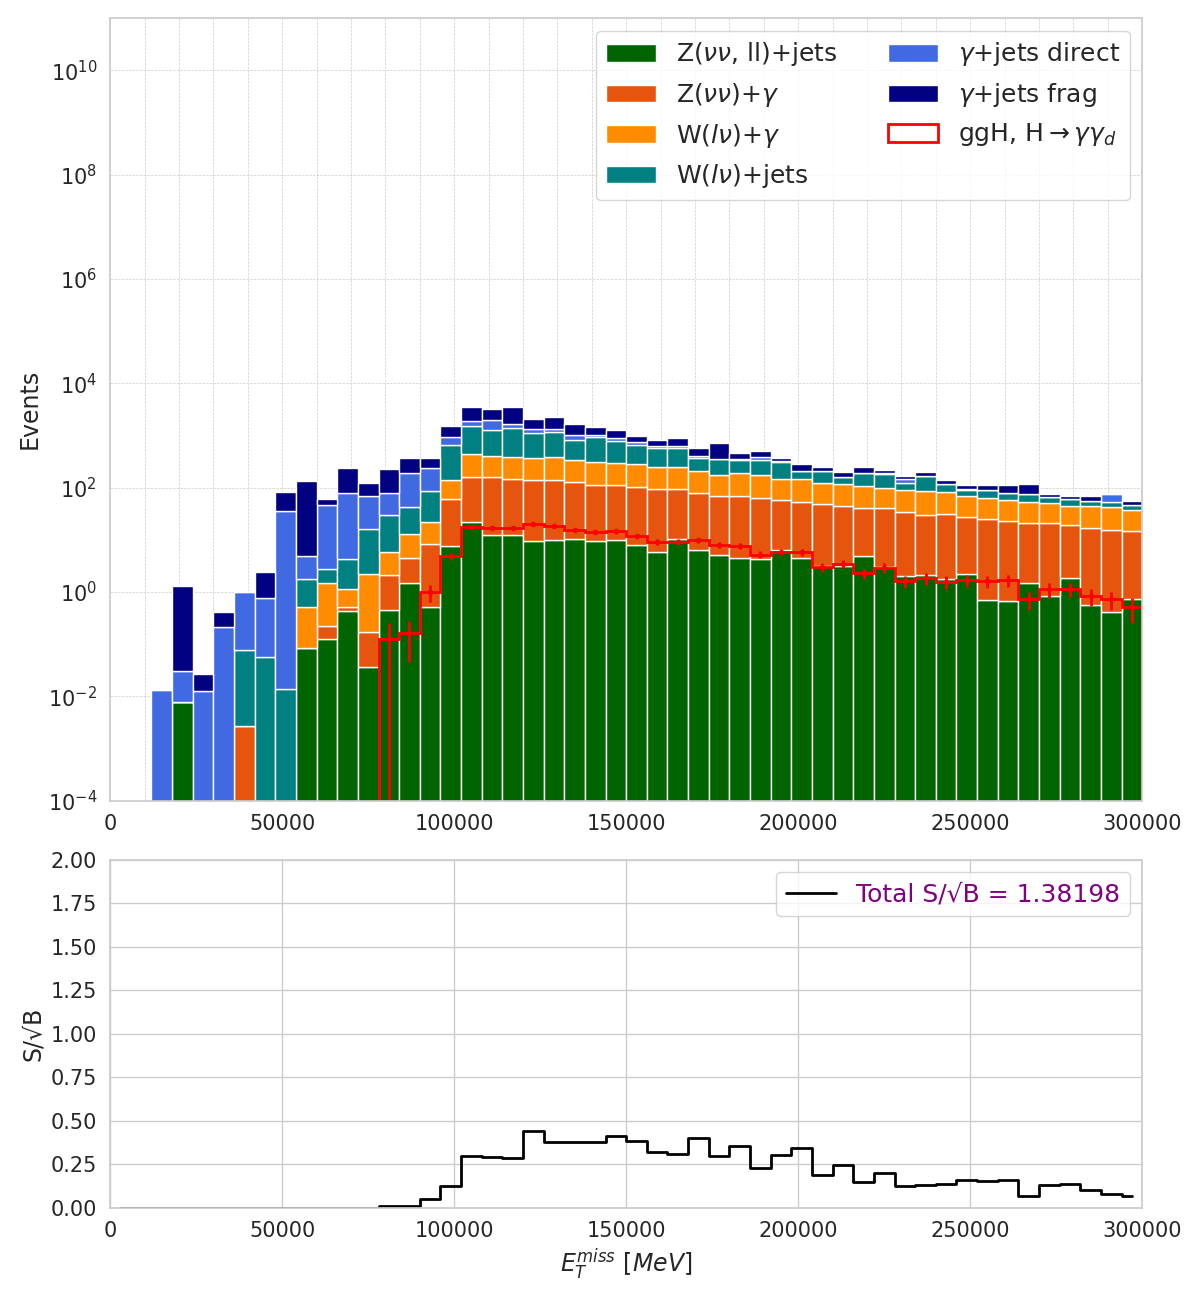 Z(νν, ll)+jets
Z(νν)+γ
W(lν)+γ
W(lν)+jets
γ+jets direct
γ+jets frag
ggH, H→γγ_d
Events
10^10
10^8
10^6
10^4
10^2
10^0
10^−2
10^−4
0 50000 100000 150000 200000 250000 300000
Total S/√B = 1.38198
S/√B
2.00
1.75
1.50
1.25
1.00
0.75
0.50
0.25
0.00
0 50000 100000 150000 200000 250000 300000
E_T^miss [MeV]